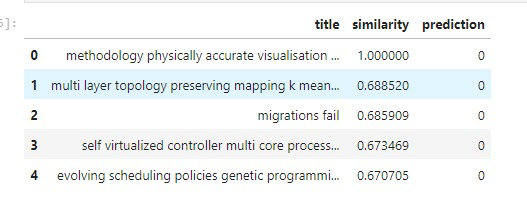 ]:
title similarity prediction
0 methodology physically accurate visualisation ... 1.000000 0
1 multi layer topology preserving mapping k mean... 0.688520 0
2 migrations fail 0.685909 0
3 self virtualized controller multi core process... 0.673469 0
4 evolving scheduling policies genetic programmi... 0.670705 0